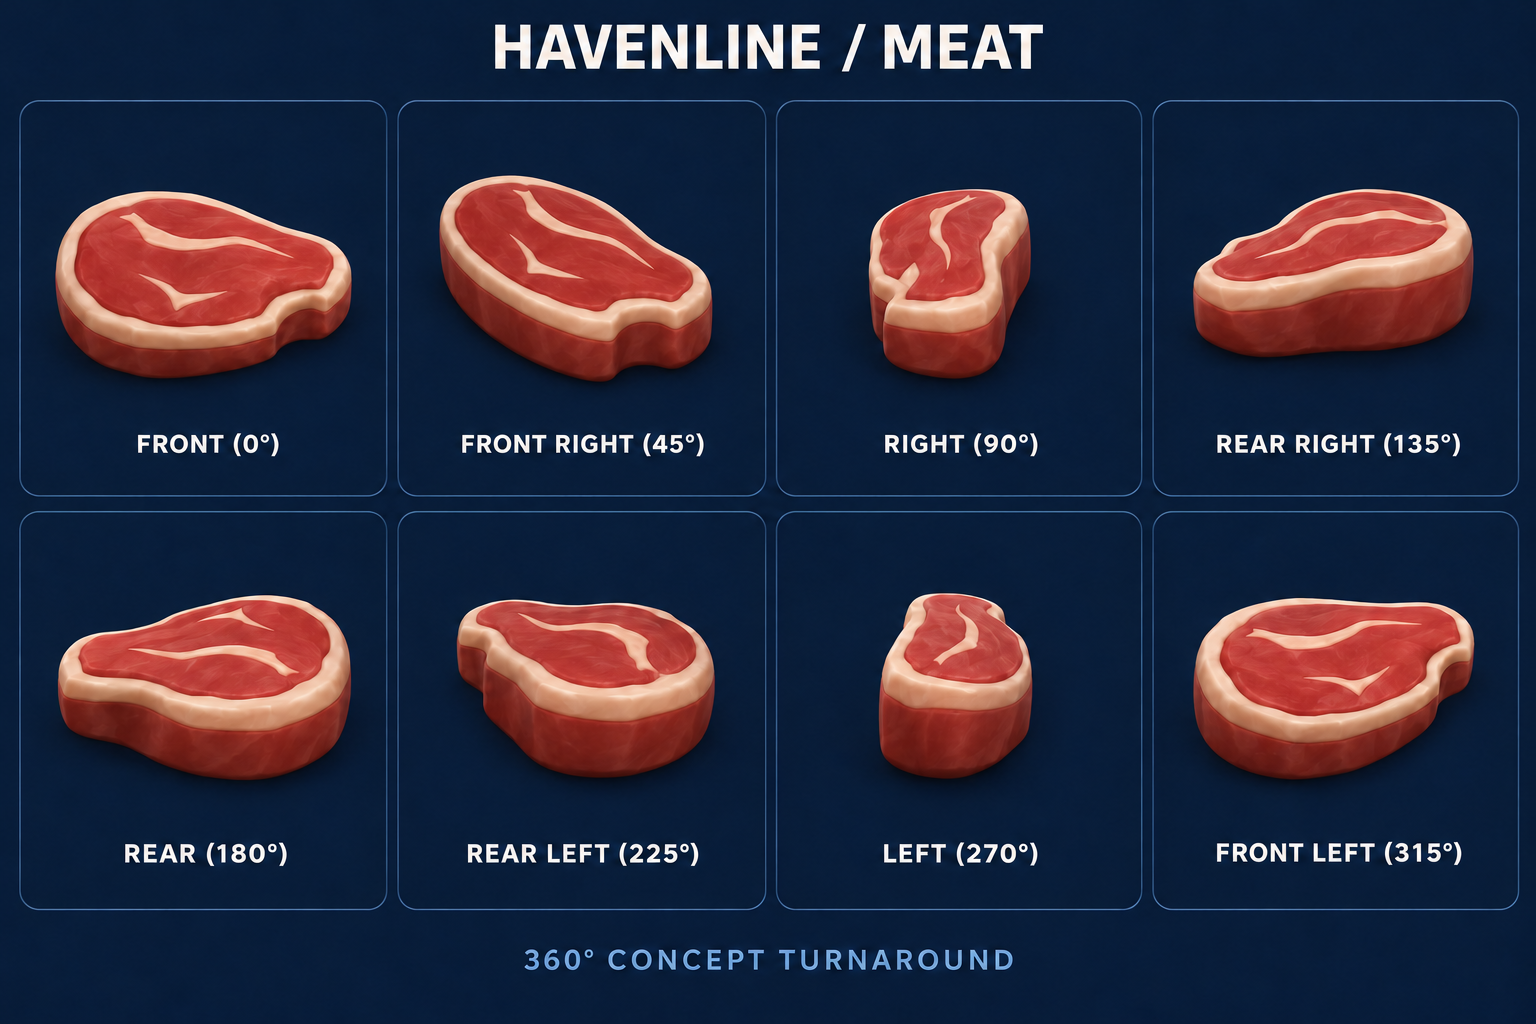 HAVENLINE / MEAT
FRONT (0°)
FRONT RIGHT (45°)
RIGHT (90°)
REAR RIGHT (135°)
REAR (180°)
REAR LEFT (225°)
LEFT (270°)
FRONT LEFT (315°)
360° CONCEPT TURNAROUND